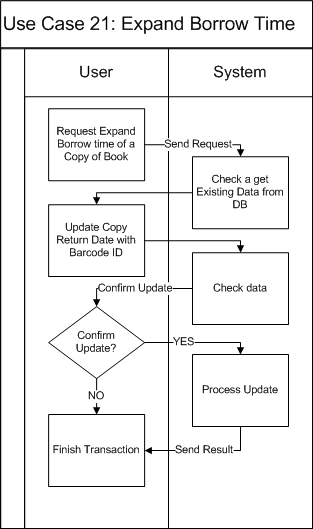 Use Case 21: Expand Borrow Time
User
System
Request Expand
Borrow time of a
Copy of Book
Send Request
Check a get
Existing Data from
DB
Update Copy
Return Date with
Barcode ID
Confirm Update
Check data
Confirm
Update?
YES
Process Update
NO
Finish Transaction
Send Result